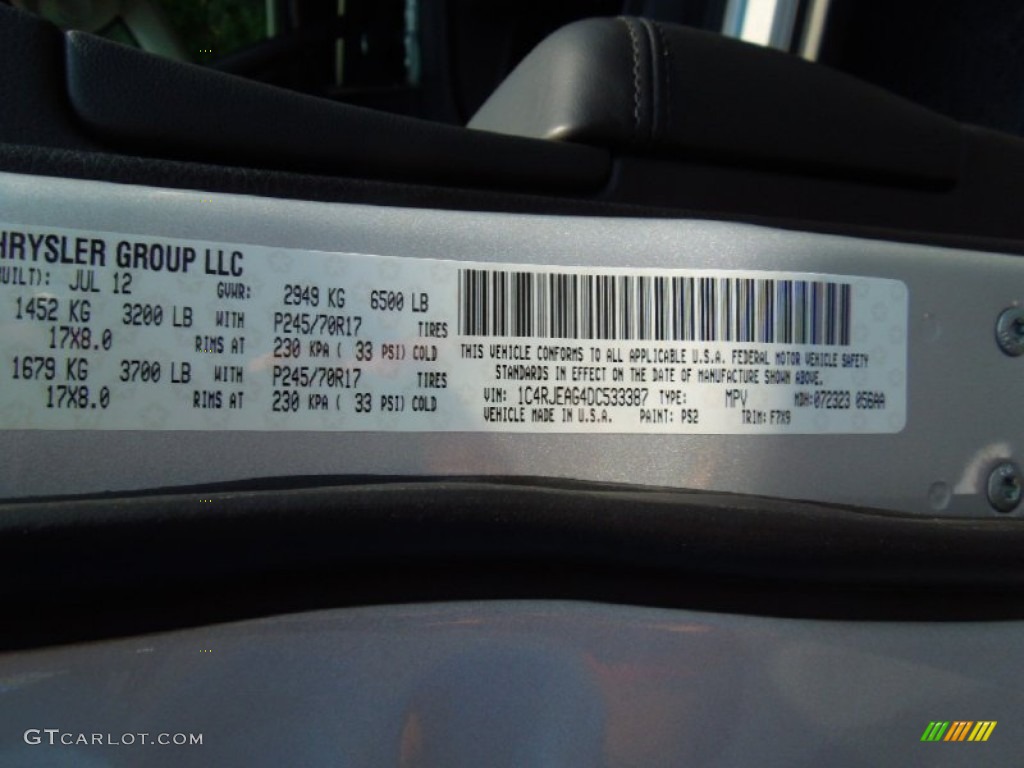 HRYSLER GROUP LLC
BUILT): JUL 12 GVWR: 2949 KG 6500 LB
1452 KG 3200 LB WITH P245/70R17 TIRES
17X8.0 RIMS AT 230 KPA ( 33 PSI) COLD
1679 KG 3700 LB WITH P245/70R17 TIRES
17X8.0 RIMS AT 230 KPA ( 33 PSI) COLD
THIS VEHICLE CONFORMS TO ALL APPLICABLE U.S.A. FEDERAL MOTOR VEHICLE SAFETY
STANDARDS IN EFFECT ON THE DATE OF MANUFACTURE SHOWN ABOVE.
VIN: 1C4RJEAG4DC533387 TYPE: MPV MDH: 072323 056AA
VEHICLE MADE IN U.S.A. PAINT: PS2 TRIM: F7X9
GTCARLOT.COM